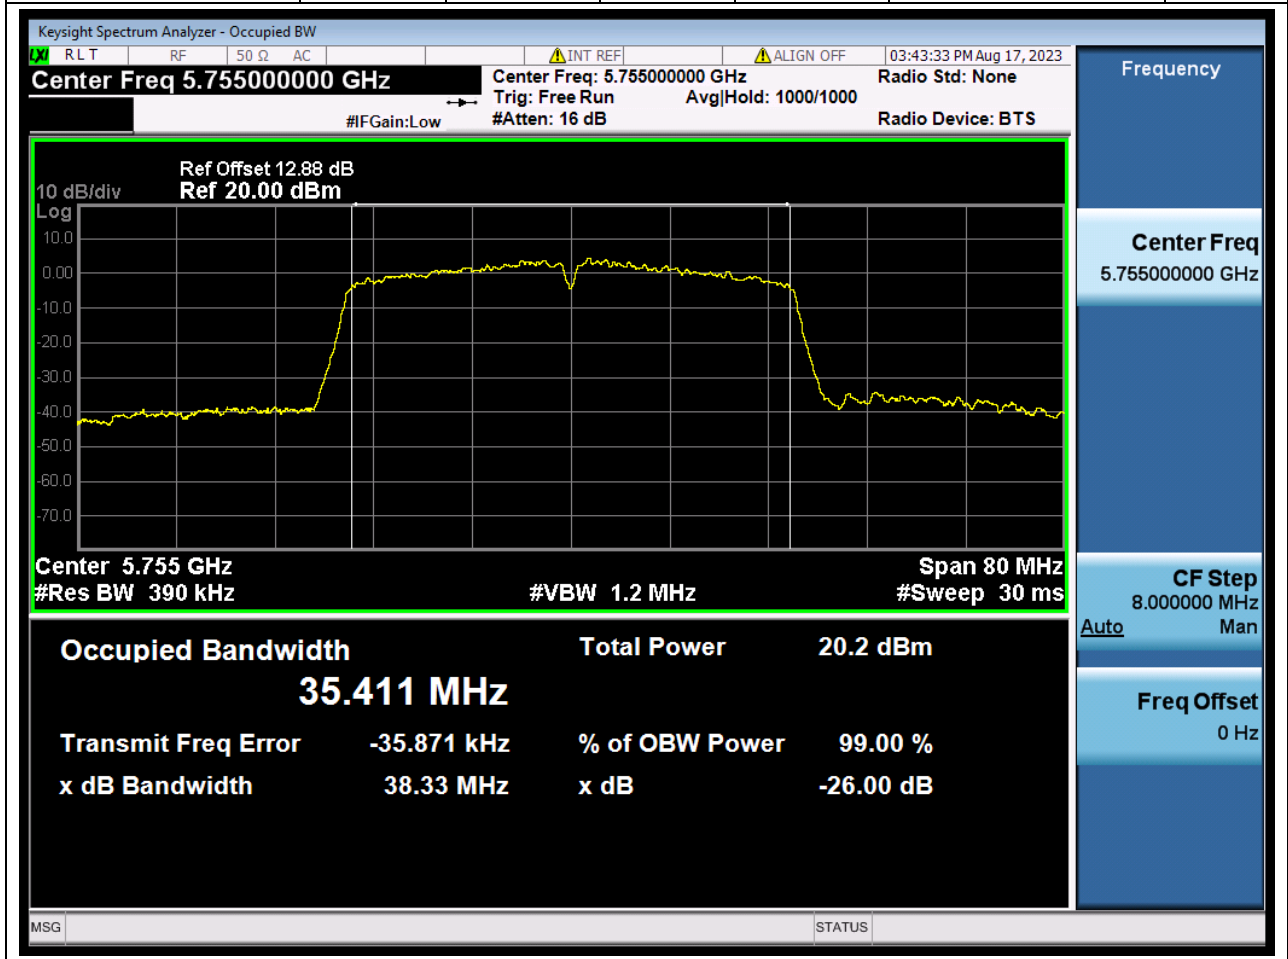 Keysight Spectrum Analyzer - Occupied BW
LXI RLT RF 50 Ω AC INT REF ALIGN OFF 03:43:33 PM Aug 17, 2023
Center Freq 5.755000000 GHz
Center Freq: 5.755000000 GHz Radio Std: None
Trig: Free Run Avg|Hold: 1000/1000
#IFGain:Low #Atten: 16 dB Radio Device: BTS
Ref Offset 12.88 dB
10 dB/div Ref 20.00 dBm
Log
10.0
0.00
-10.0
-20.0
-30.0
-40.0
-50.0
-60.0
-70.0
Center 5.755 GHz Span 80 MHz
#Res BW 390 kHz #VBW 1.2 MHz #Sweep 30 ms
Occupied Bandwidth Total Power 20.2 dBm
35.411 MHz
Transmit Freq Error -35.871 kHz % of OBW Power 99.00 %
x dB Bandwidth 38.33 MHz x dB -26.00 dB
Frequency
Center Freq
5.755000000 GHz
CF Step
8.000000 MHz
Auto Man
Freq Offset
0 Hz
MSG STATUS